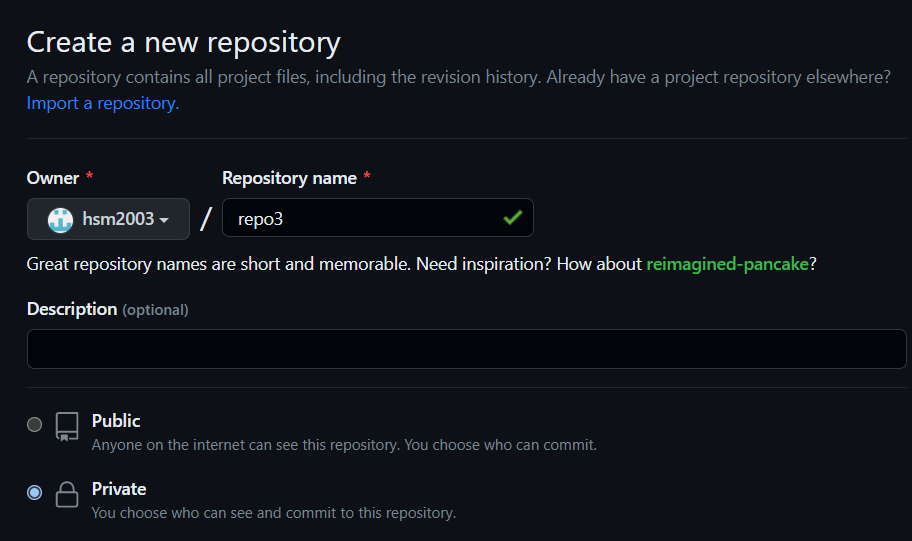 Create a new repository
A repository contains all project files, including the revision history. Already have a project repository elsewhere?
Import a repository.
Owner * Repository name *
hsm2003 / repo3
Great repository names are short and memorable. Need inspiration? How about reimagined-pancake?
Description (optional)
Public
Anyone on the internet can see this repository. You choose who can commit.
Private
You choose who can see and commit to this repository.